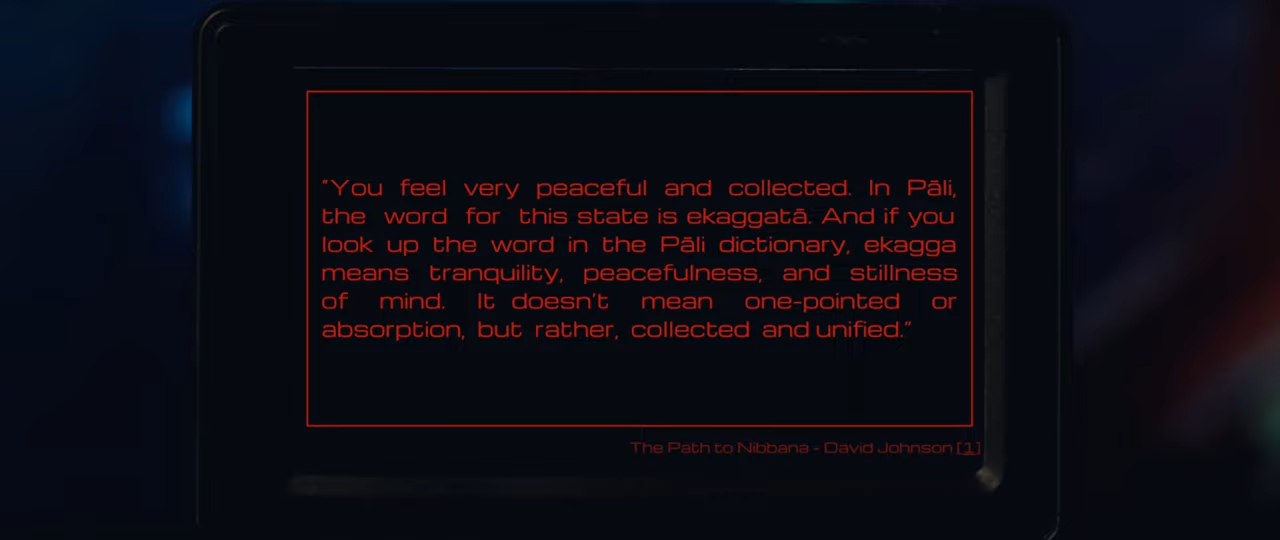 "You feel very peaceful and collected. In Pāli,
the word for this state is ekaggatā. And if you
look up the word in the Pāli dictionary, ekagga
means tranquility, peacefulness, and stillness
of mind. It doesn't mean one-pointed or
absorption, but rather, collected and unified."
The Path to Nibbana - David Johnson [1]